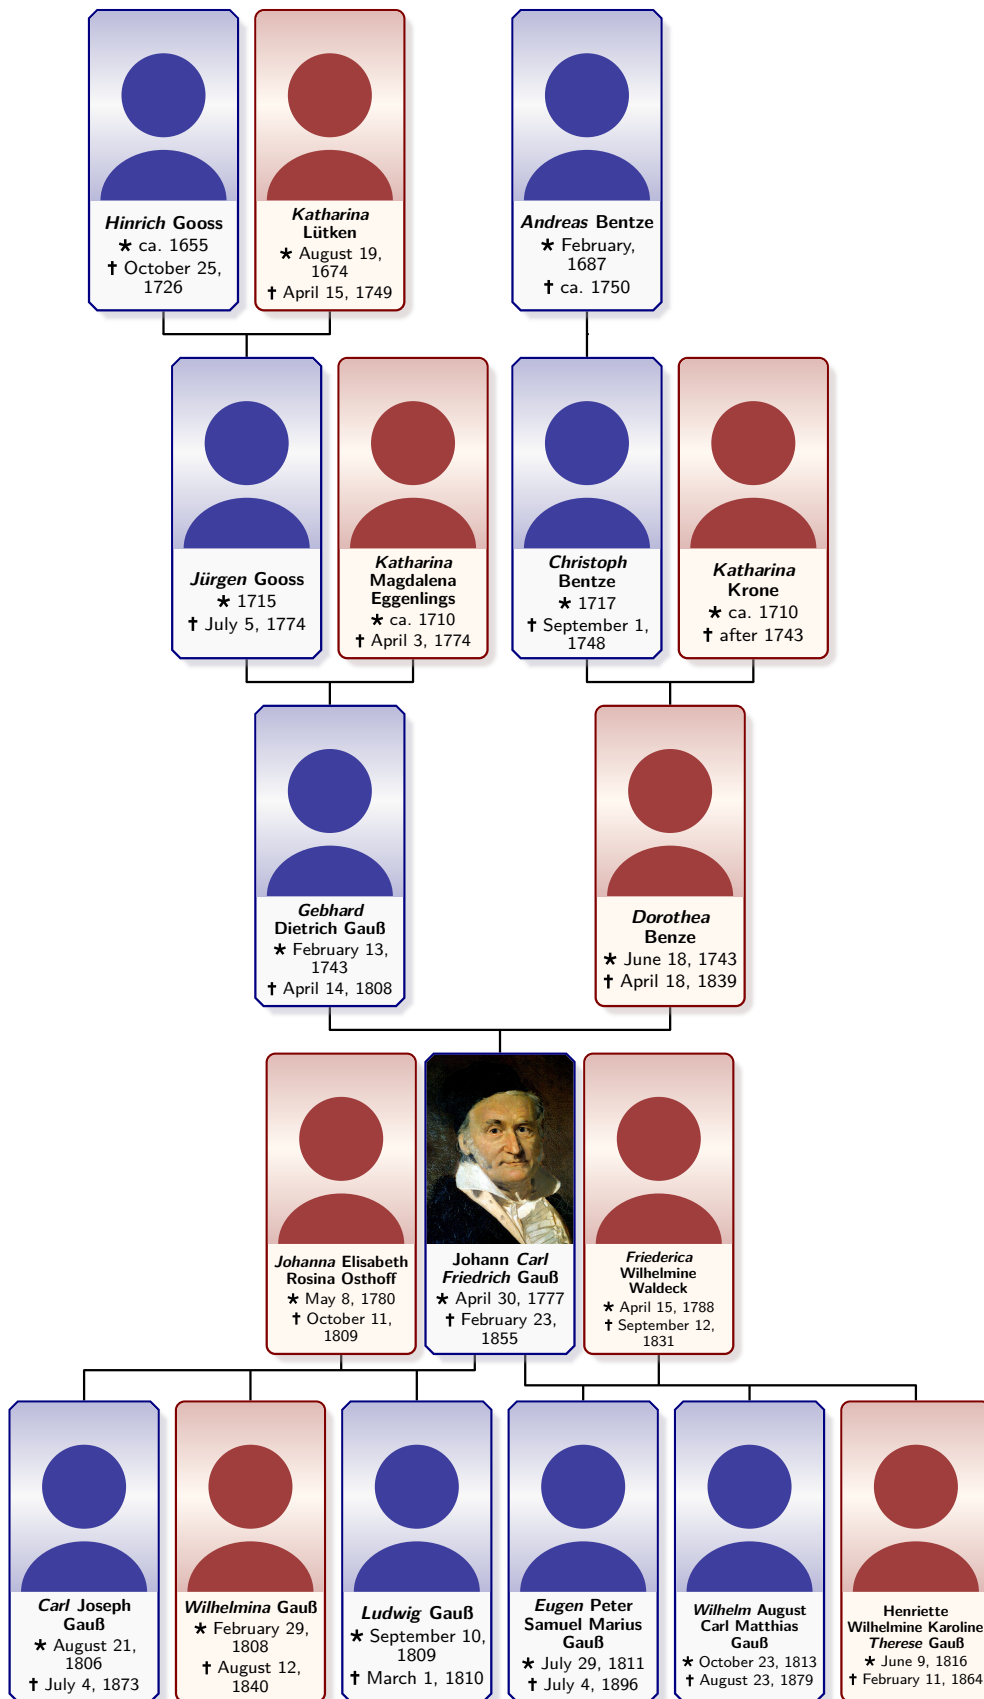 Hinrich Gooss
★ ca. 1655
† October 25,
1726
Katharina
Lütken
★ August 19,
1674
† April 15, 1749
Andreas Bentze
★ February,
1687
† ca. 1750
Jürgen Gooss
★ 1715
† July 5, 1774
Katharina
Magdalena
Eggenlings
★ ca. 1710
† April 3, 1774
Christoph
Bentze
★ 1717
† September 1,
1748
Katharina
Krone
★ ca. 1710
† after 1743
Gebhard
Dietrich Gauß
★ February 13,
1743
† April 14, 1808
Dorothea
Benze
★ June 18, 1743
† April 18, 1839
Johanna Elisabeth
Rosina Osthoff
★ May 8, 1780
† October 11,
1809
Johann Carl
Friedrich Gauß
★ April 30, 1777
† February 23,
1855
Friederica
Wilhelmine
Waldeck
★ April 15, 1788
† September 12,
1831
Carl Joseph
Gauß
★ August 21,
1806
† July 4, 1873
Wilhelmina Gauß
★ February 29,
1808
† August 12,
1840
Ludwig Gauß
★ September 10,
1809
† March 1, 1810
Eugen Peter
Samuel Marius
Gauß
★ July 29, 1811
† July 4, 1896
Wilhelm August
Carl Matthias
Gauß
★ October 23, 1813
† August 23, 1879
Henriette
Wilhelmine Karoline
Therese Gauß
★ June 9, 1816
† February 11, 1864